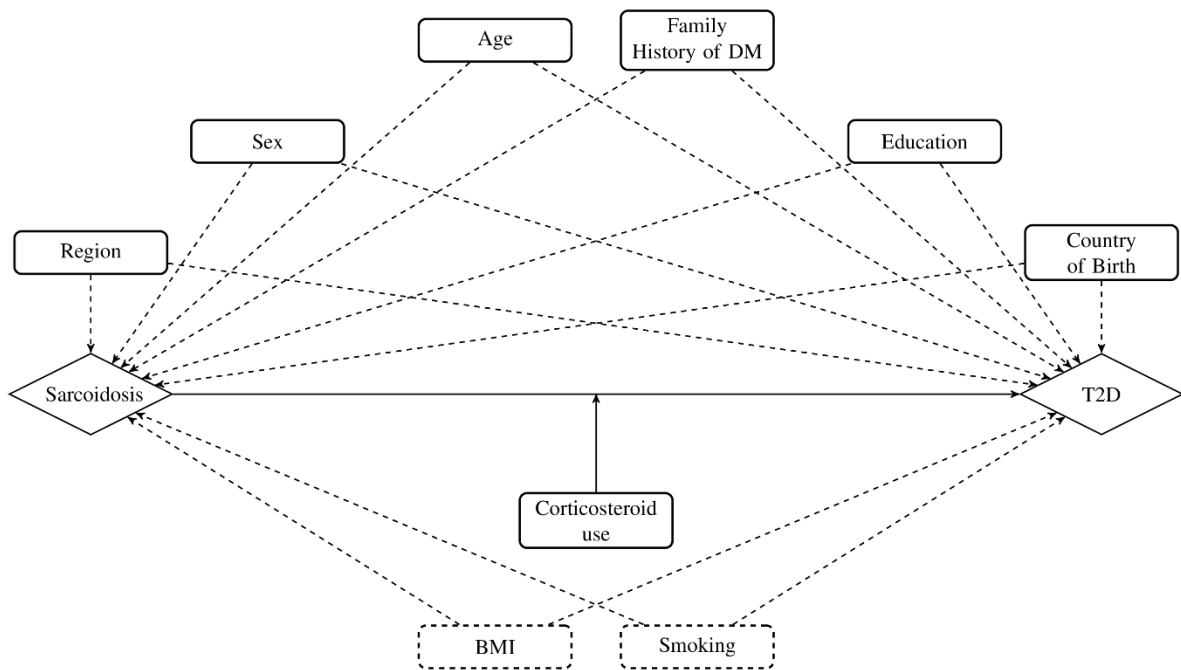 Age
Family
History of DM
Sex
Education
Region
Country
of Birth
Sarcoidosis
T2D
Corticosteroid
use
BMI
Smoking